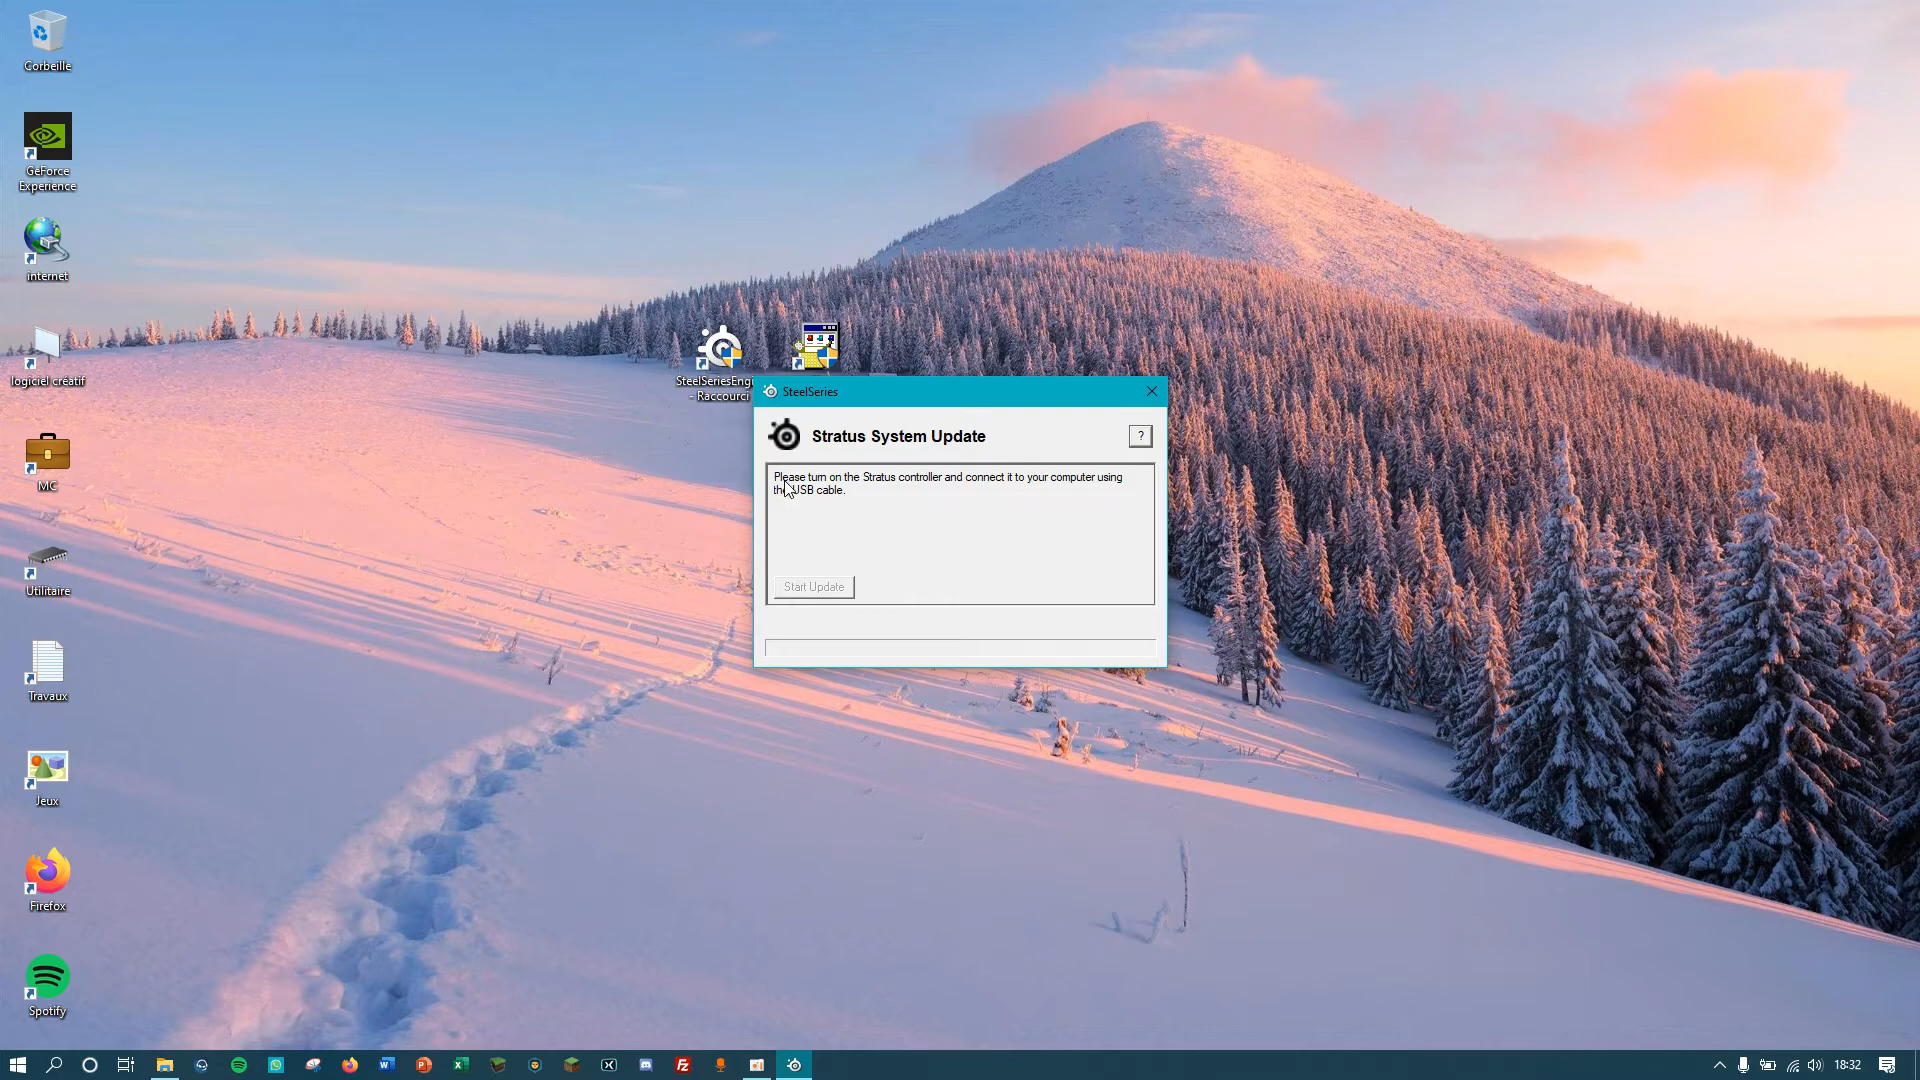 Corbeille
GeForce
Experience
internet
logiciel créatif
MC
Utilitaire
Travaux
Jeux
Firefox
Spotify
SteelSeriesEngi
- Raccourci
SteelSeries
Stratus System Update
?
Please turn on the Stratus controller and connect it to your computer using
the USB cable.
Start Update
18:32